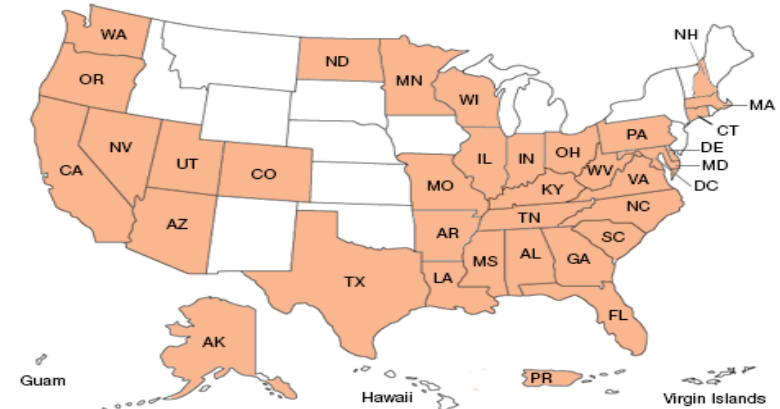 WA
NH
ND
OR
MN
WI
MA
CT
PA
NV
DE
IL
IN
OH
UT
MD
CA
CO
WV
VA
DC
MO
KY
NC
TN
AZ
AR
SC
MS
AL
GA
LA
TX
FL
AK
PR
Guam
Hawaii
Virgin Islands